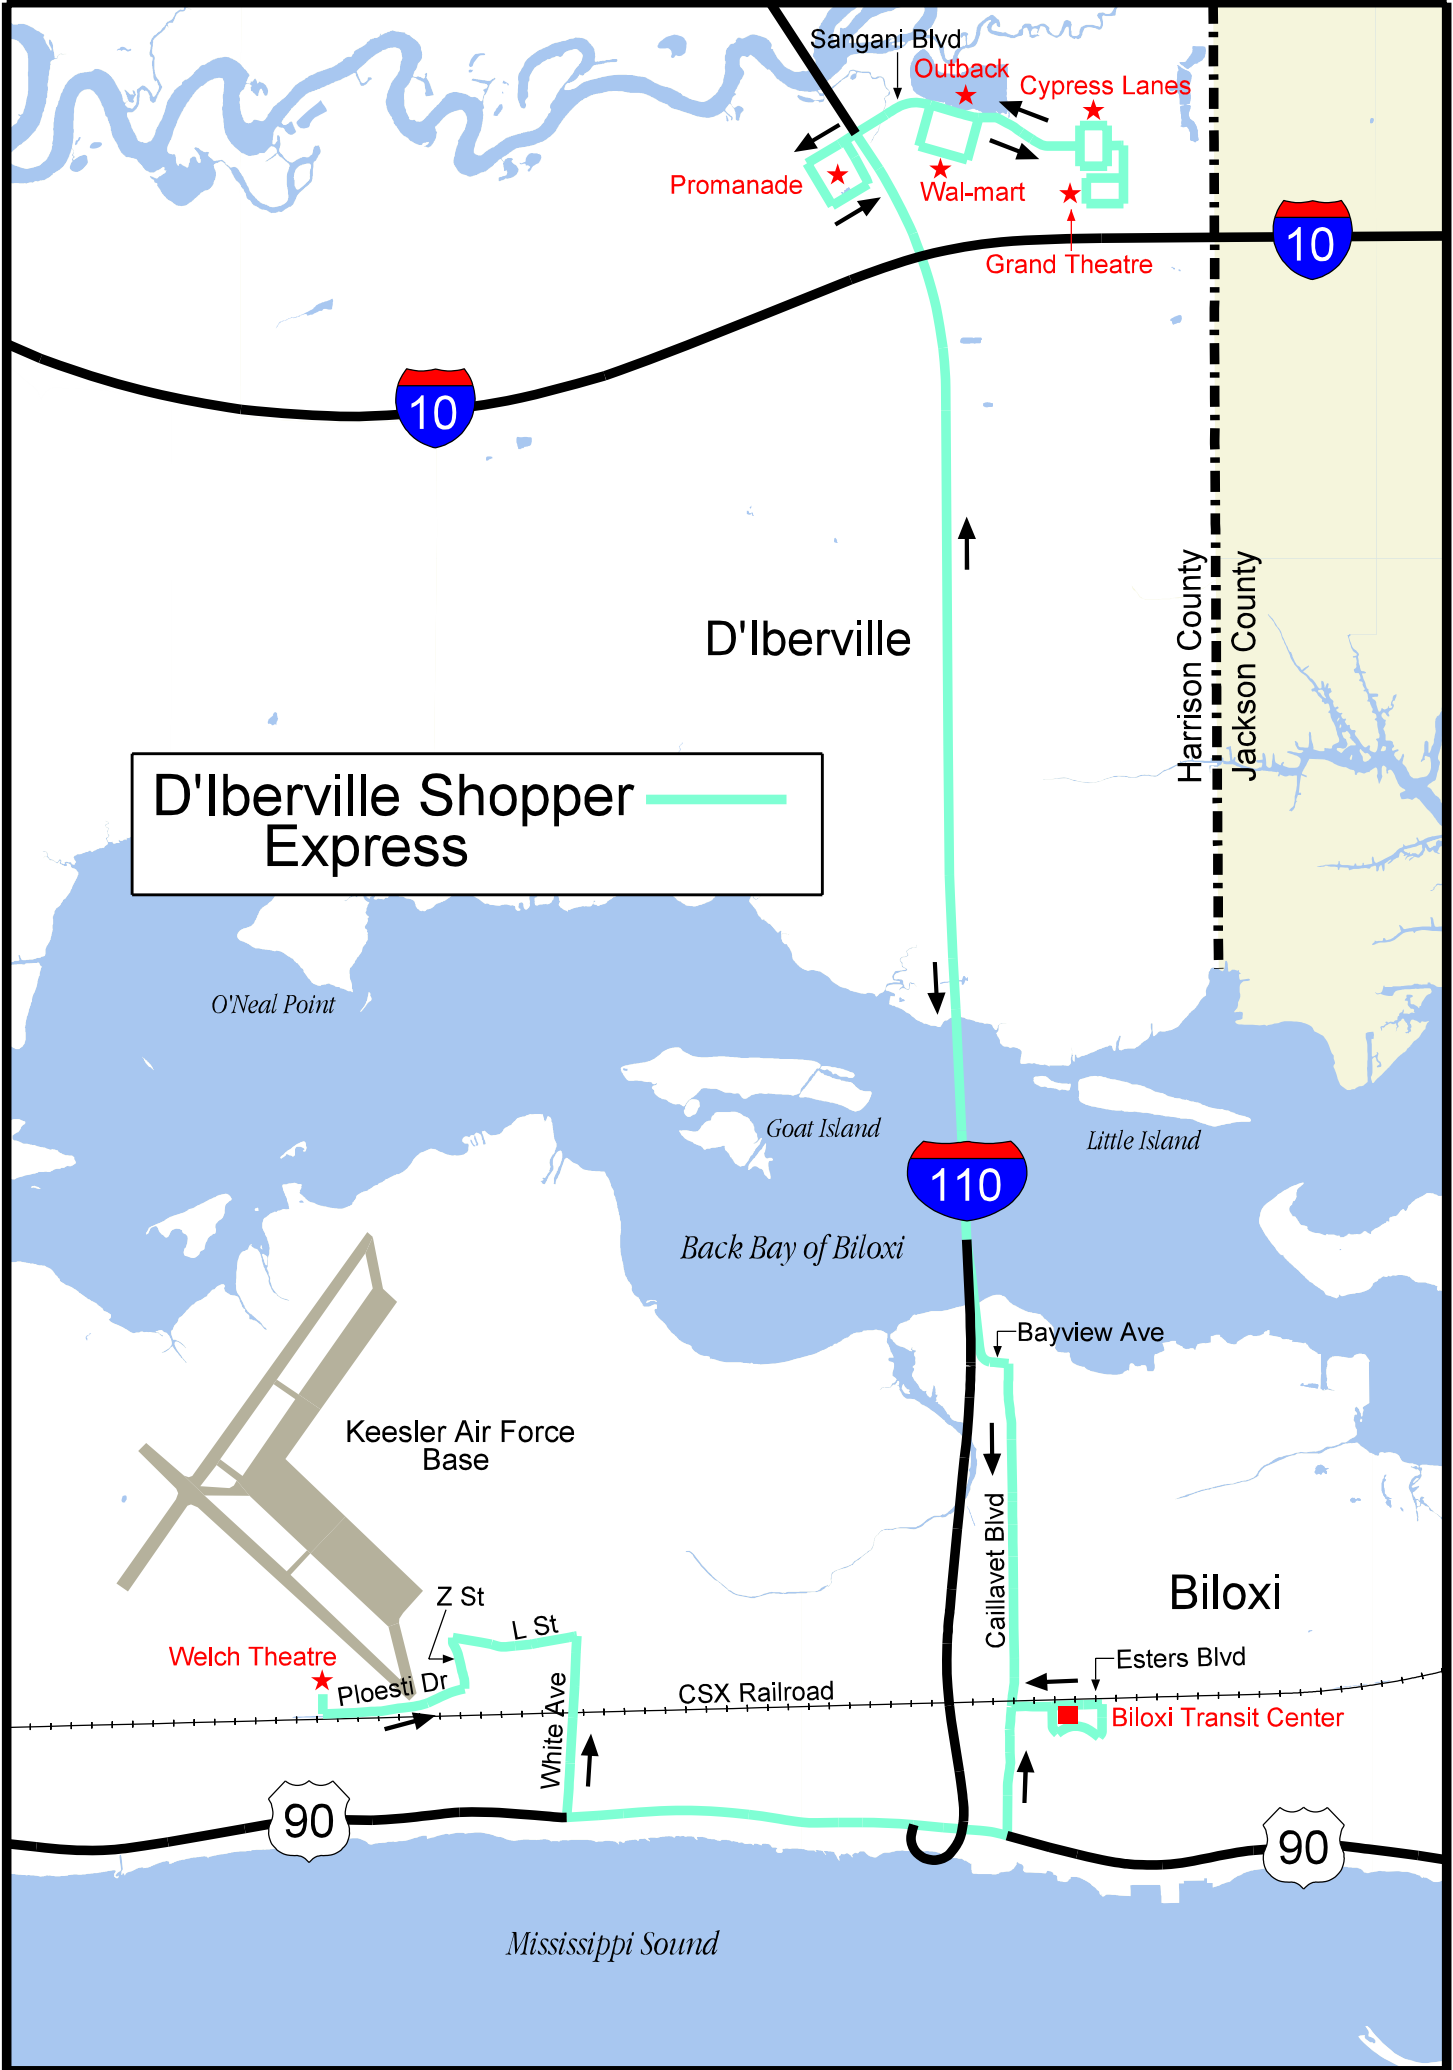 Sangani Blvd
Outback
Cypress Lanes
Promanade
Wal-mart
10
Grand Theatre
10
Harrison County
Jackson County
D'Iberville
D'Iberville Shopper
Express
O'Neal Point
Goat Island
Little Island
110
Back Bay of Biloxi
Bayview Ave
Keesler Air Force
Base
Caillavet Blvd
Biloxi
Z St
L St
Welch Theatre
Esters Blvd
Ploesti Dr
CSX Railroad
White Ave
Biloxi Transit Center
90
90
Mississippi Sound